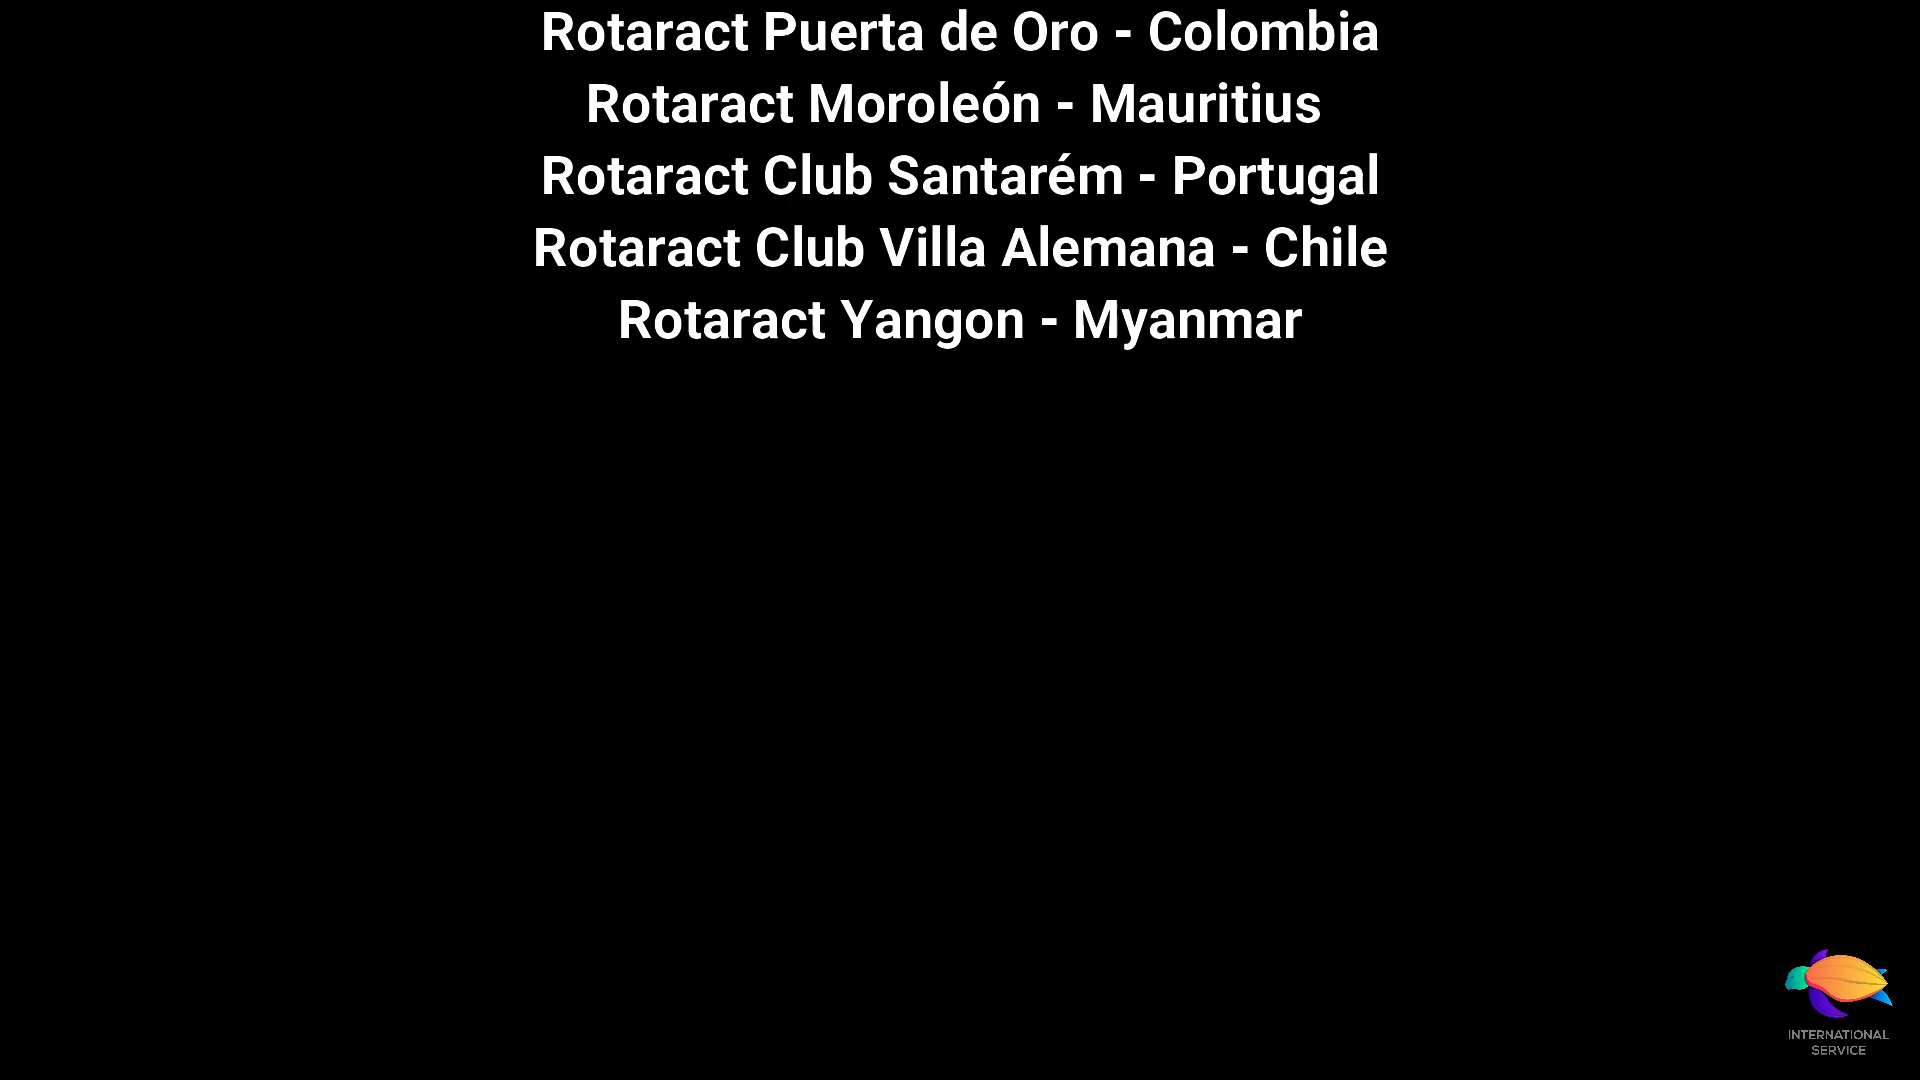 Rotaract Puerta de Oro - Colombia
Rotaract Moroleón - Mauritius
Rotaract Club Santarém - Portugal
Rotaract Club Villa Alemana - Chile
Rotaract Yangon - Myanmar
INTERNATIONAL
SERVICE